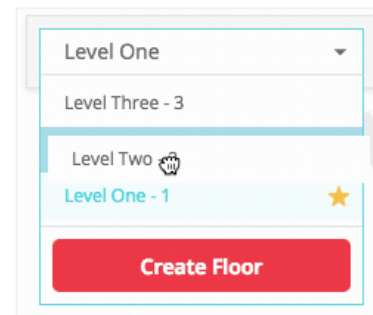 Level One
Level Three - 3
Level Two -
Level One - 1
Create Floor